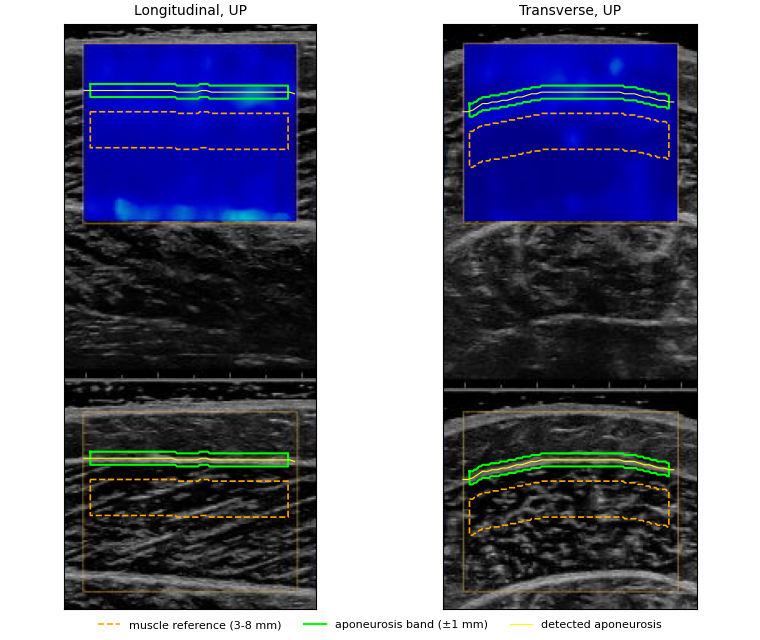 Longitudinal, UP
Transverse, UP
muscle reference (3-8 mm)
aponeurosis band (±1 mm)
detected aponeurosis